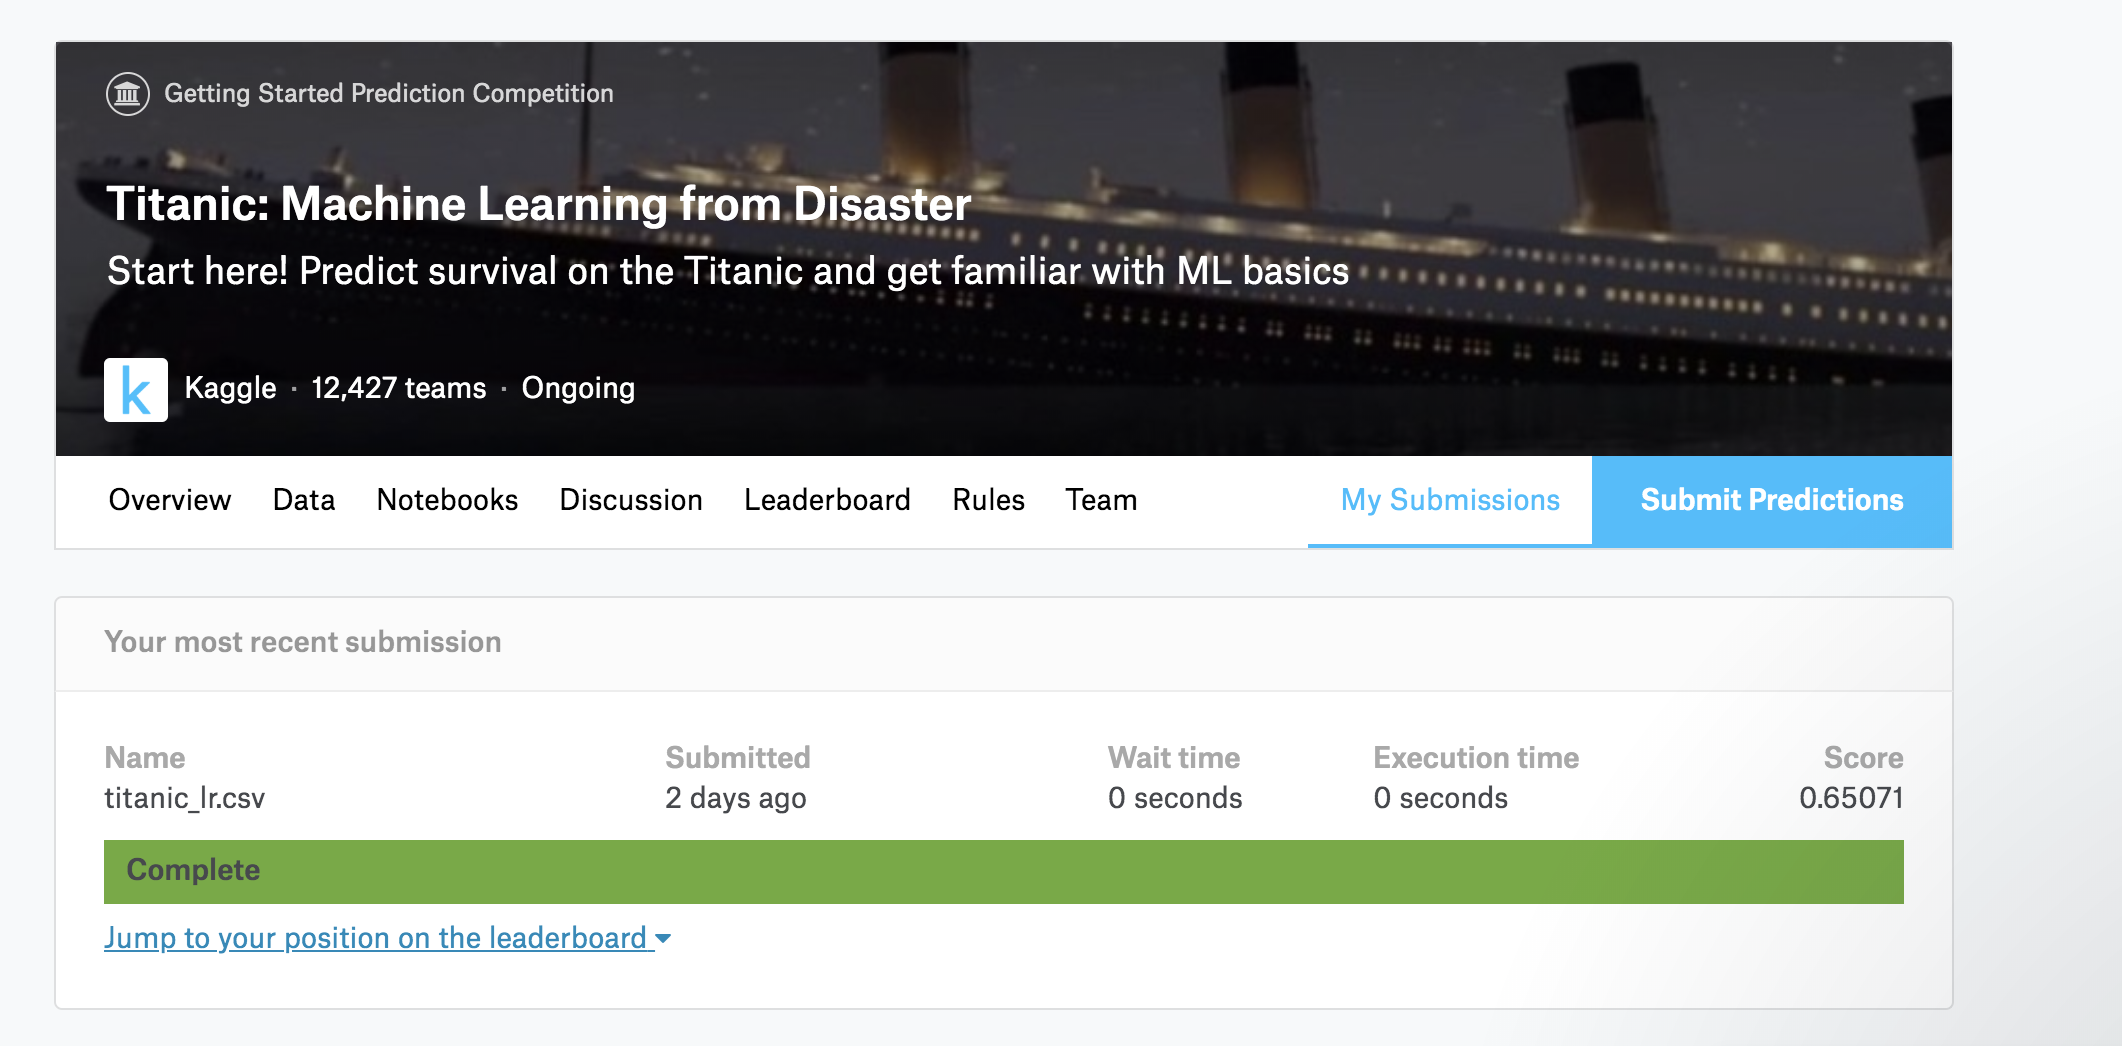 Getting Started Prediction Competition
Titanic: Machine Learning from Disaster
Start here! Predict survival on the Titanic and get familiar with ML basics
k
Kaggle · 12,427 teams · Ongoing
Overview Data Notebooks Discussion Leaderboard Rules Team My Submissions Submit Predictions
Your most recent submission
Name Submitted Wait time Execution time Score
titanic_lr.csv 2 days ago 0 seconds 0 seconds 0.65071
Complete
Jump to your position on the leaderboard